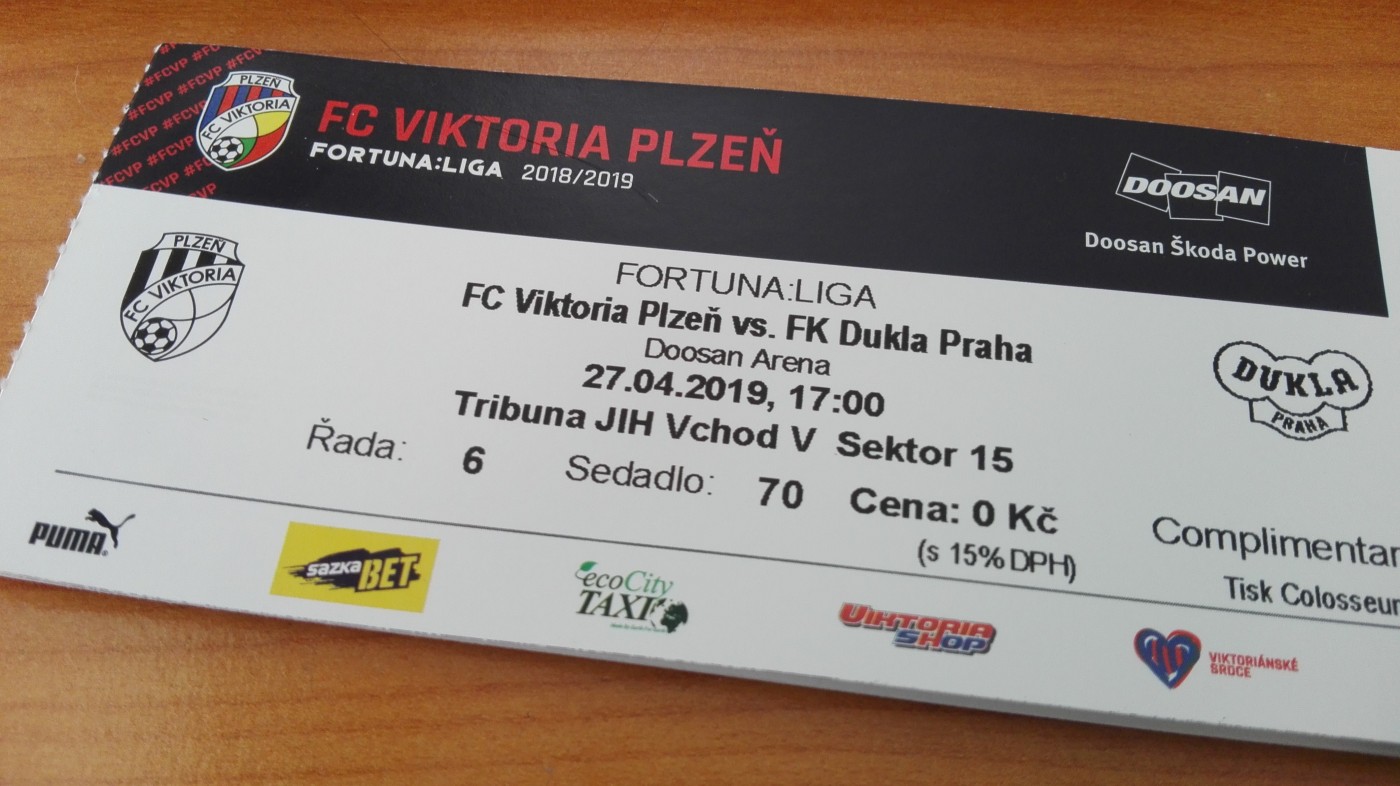 #FCVP #FCVP #FCVP
PLZEŇ
FC VIKTORIA
FC VIKTORIA PLZEŇ
FORTUNA:LIGA 2018/2019
DOOSAN
Doosan Škoda Power
PLZEŇ
FC VIKTORIA
FORTUNA:LIGA
FC Viktoria Plzeň vs. FK Dukla Praha
Doosan Arena
27.04.2019, 17:00
Tribuna JIH Vchod V Sektor 15
Řada: 6 Sedadlo: 70 Cena: 0 Kč
(s 15% DPH)
DUKLA
PRAHA
Complimentar
Tisk Colosseu
PUMA
sazka BET
ecoCity
TAXI
VIKTORIA
SHOP
VIKTORIÁNSKÉ
SRDCE